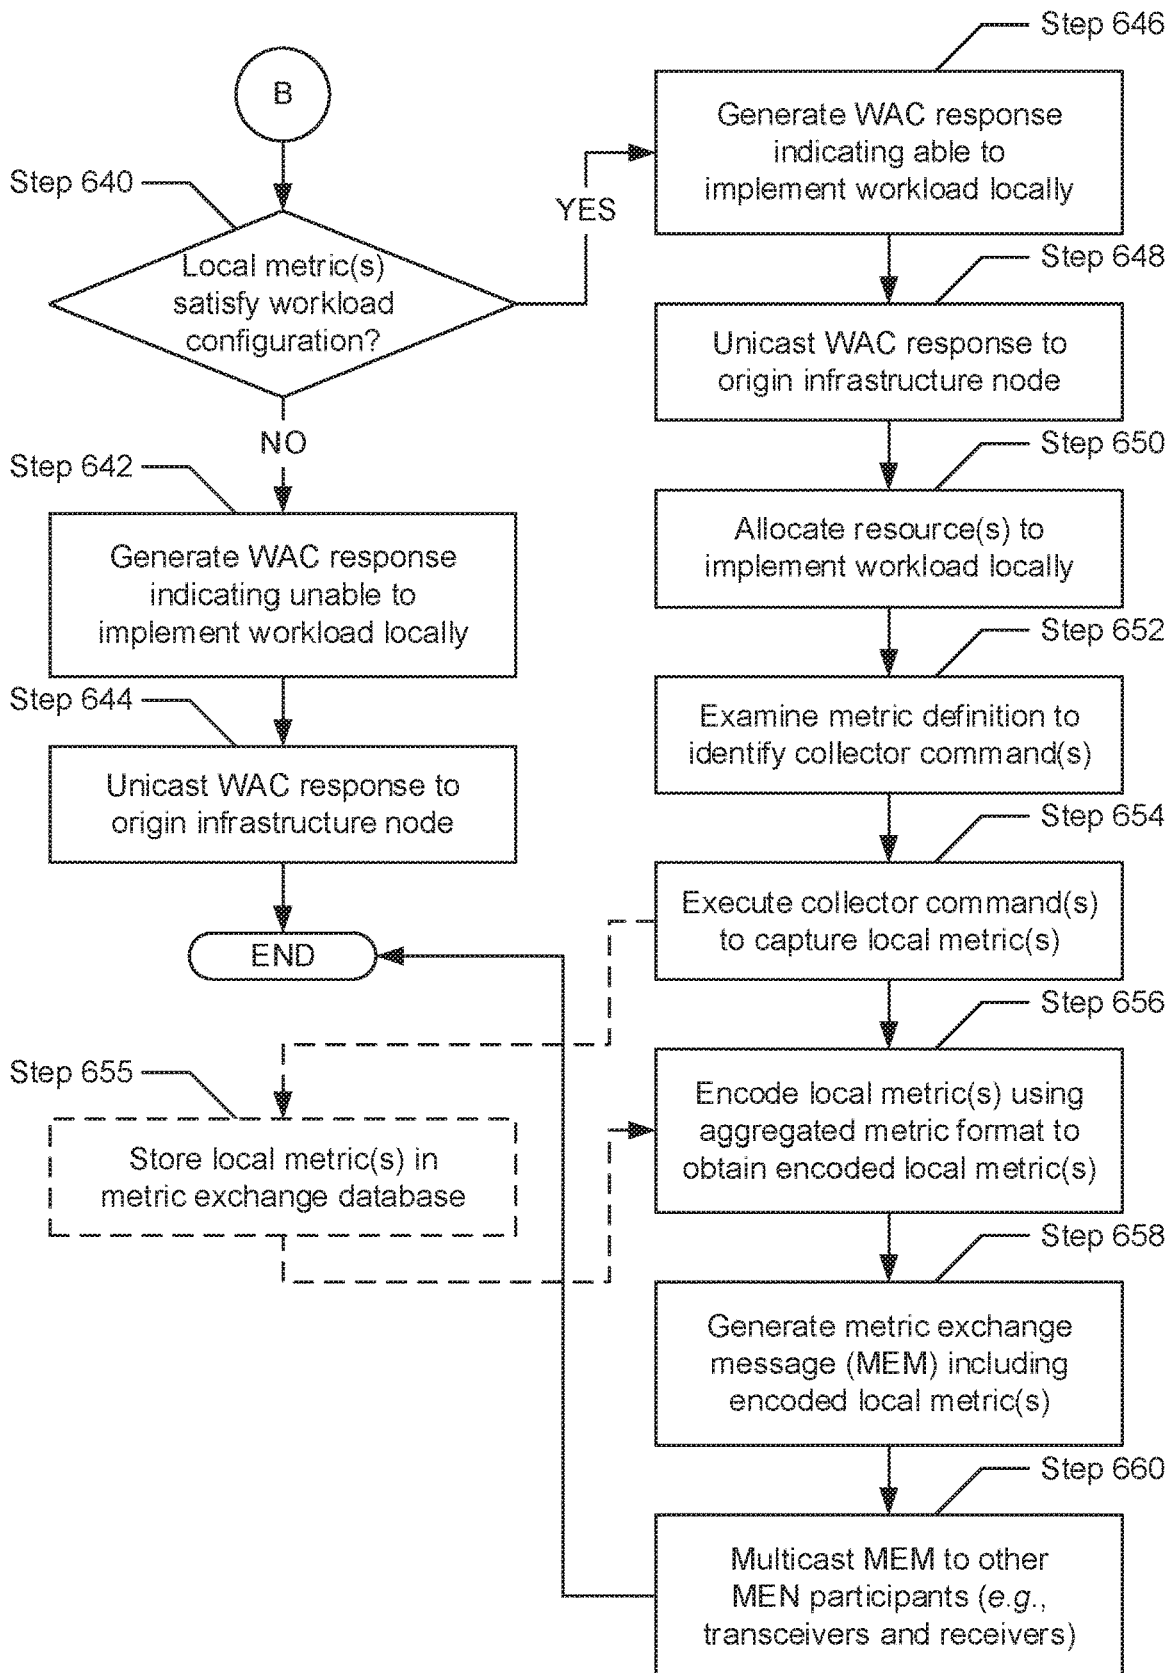 B
Step 640
Local metric(s)
satisfy workload
configuration?
YES
NO
Step 642
Generate WAC response
indicating unable to
implement workload locally
Step 644
Unicast WAC response to
origin infrastructure node
END
Step 646
Generate WAC response
indicating able to
implement workload locally
Step 648
Unicast WAC response to
origin infrastructure node
Step 650
Allocate resource(s) to
implement workload locally
Step 652
Examine metric definition to
identify collector command(s)
Step 654
Execute collector command(s)
to capture local metric(s)
Step 655
Store local metric(s) in
metric exchange database
Step 656
Encode local metric(s) using
aggregated metric format to
obtain encoded local metric(s)
Step 658
Generate metric exchange
message (MEM) including
encoded local metric(s)
Step 660
Multicast MEM to other
MEN participants (e.g.,
transceivers and receivers)